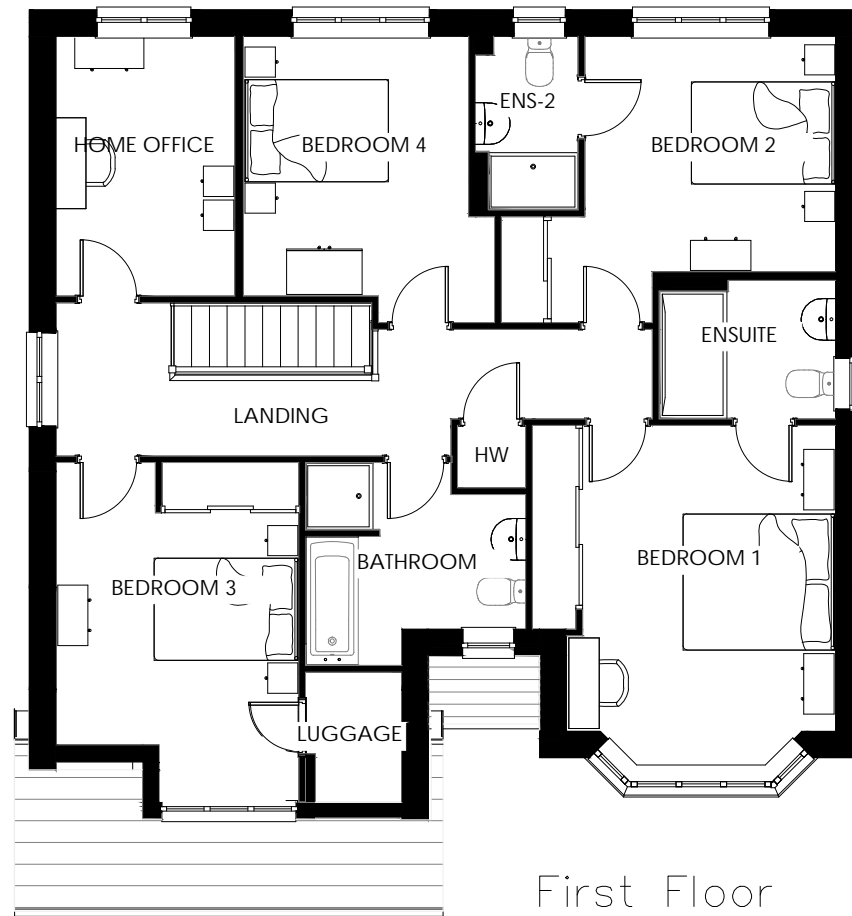 ENS-2
HOME OFFICE
BEDROOM 4
BEDROOM 2
ENSUITE
LANDING
HW
BEDROOM 1
BATHROOM
BEDROOM 3
LUGGAGE
First Floor